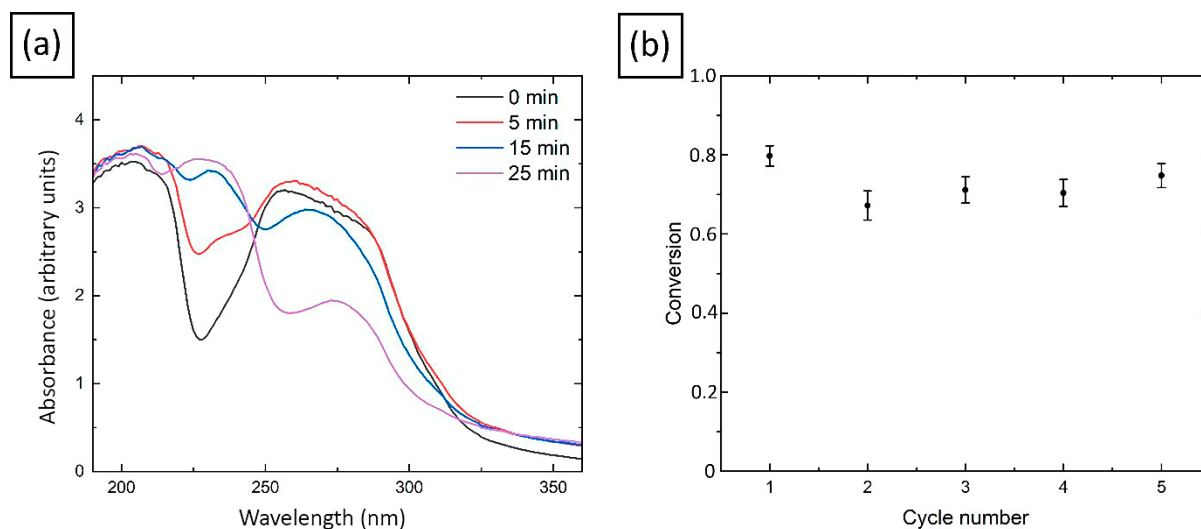 (a)
0 min
5 min
15 min
25 min
4
3
2
1
0
200 250 300 350
Wavelength (nm)
Absorbance (arbitrary units)
(b)
1.0
0.8
0.6
0.4
0.2
0
1 2 3 4 5
Cycle number
Conversion